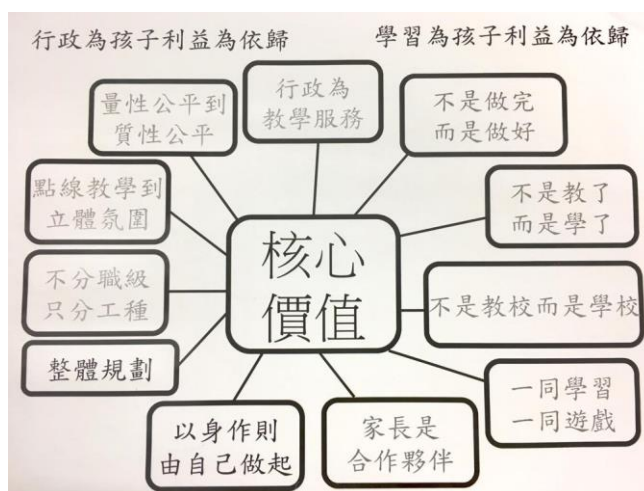 行政為孩子利益為依歸
學習為孩子利益為依歸
量性公平到
質性公平
行政為
教學服務
不是做完
而是做好
點線教學到
立體氛圍
不是教了
而是學了
核心
價值
不分職級
只分工種
不是教校而是學校
整體規劃
一同學習
一同遊戲
以身作則
由自己做起
家長是
合作夥伴